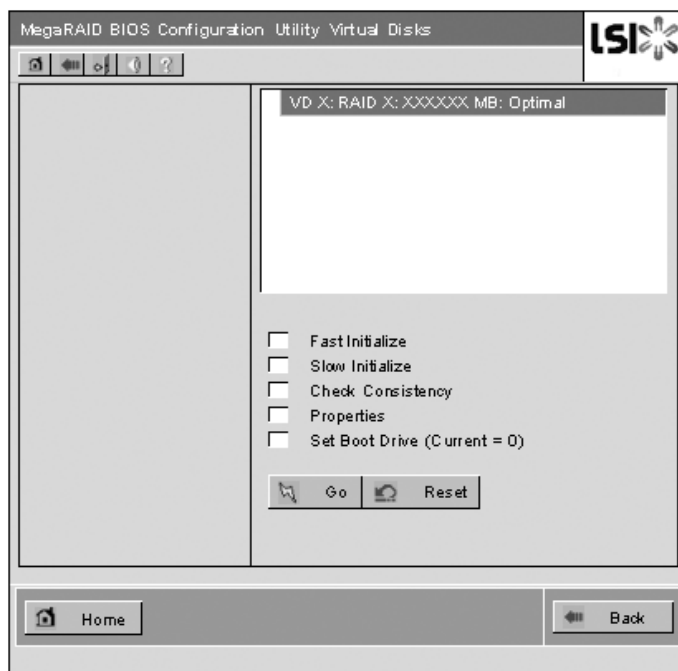 MegaRAID BIOS Configuration Utility Virtual Disks
LSI
?
VD X: RAID X: XXXXXX MB: Optimal
Fast Initialize
Slow Initialize
Check Consistency
Properties
Set Boot Drive (Current = 0)
Go
Reset
Home
Back